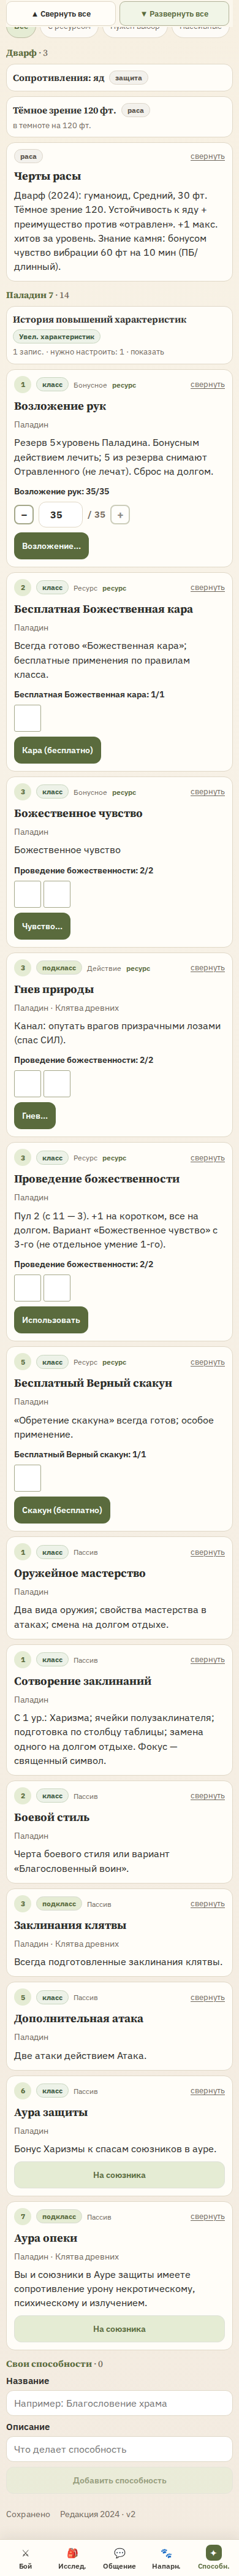 ▲ Свернуть все ▼ Развернуть все
Все
Дварф · 3
Сопротивления: яд защита
Тёмное зрение 120 фт. раса
в темноте на 120 фт.
раса свернуть
Черты расы
Дварф (2024): гуманоид, Средний, 30 фт.
Тёмное зрение 120. Устойчивость к яду +
преимущество против «отравлен». +1 макс.
хитов за уровень. Знание камня: бонусом
чувство вибрации 60 фт на 10 мин (ПБ/
длинный).
Паладин 7 · 14
История повышений характеристик
Увел. характеристик
1 запис. · нужно настроить: 1 · показать
1 класс Бонусное ресурс свернуть
Возложение рук
Паладин
Резерв 5×уровень Паладина. Бонусным
действием лечить; 5 из резерва снимают
Отравленного (не лечат). Сброс на долгом.
Возложение рук: 35/35
− 35 / 35 +
Возложение…
2 класс Ресурс ресурс свернуть
Бесплатная Божественная кара
Паладин
Всегда готово «Божественная кара»;
бесплатные применения по правилам
класса.
Бесплатная Божественная кара: 1/1
Кара (бесплатно)
3 класс Бонусное ресурс свернуть
Божественное чувство
Паладин
Божественное чувство
Проведение божественности: 2/2
Чувство…
3 подкласс Действие ресурс свернуть
Гнев природы
Паладин · Клятва древних
Канал: опутать врагов призрачными лозами
(спас СИЛ).
Проведение божественности: 2/2
Гнев…
3 класс Ресурс ресурс свернуть
Проведение божественности
Паладин
Пул 2 (с 11 — 3). +1 на коротком, все на
долгом. Вариант «Божественное чувство» с
3-го (не отдельное умение 1-го).
Проведение божественности: 2/2
Использовать
5 класс Ресурс ресурс свернуть
Бесплатный Верный скакун
Паладин
«Обретение скакуна» всегда готов; особое
применение.
Бесплатный Верный скакун: 1/1
Скакун (бесплатно)
1 класс Пассив свернуть
Оружейное мастерство
Паладин
Два вида оружия; свойства мастерства в
атаках; смена на долгом отдыхе.
1 класс Пассив свернуть
Сотворение заклинаний
Паладин
С 1 ур.: Харизма; ячейки полузаклинателя;
подготовка по столбцу таблицы; замена
одного на долгом отдыхе. Фокус —
священный символ.
2 класс Пассив свернуть
Боевой стиль
Паладин
Черта боевого стиля или вариант
«Благословенный воин».
3 подкласс Пассив свернуть
Заклинания клятвы
Паладин · Клятва древних
Всегда подготовленные заклинания клятвы.
5 класс Пассив свернуть
Дополнительная атака
Паладин
Две атаки действием Атака.
6 класс Пассив свернуть
Аура защиты
Паладин
Бонус Харизмы к спасам союзников в ауре.
На союзника
7 подкласс Пассив свернуть
Аура опеки
Паладин · Клятва древних
Вы и союзники в Ауре защиты имеете
сопротивление урону некротическому,
психическому и излучением.
На союзника
Свои способности · 0
Название
Например: Благословение храма
Описание
Что делает способность
Добавить способность
Сохранено Редакция 2024 · v2
Бой Исслед. Общение Напарн. Способн.